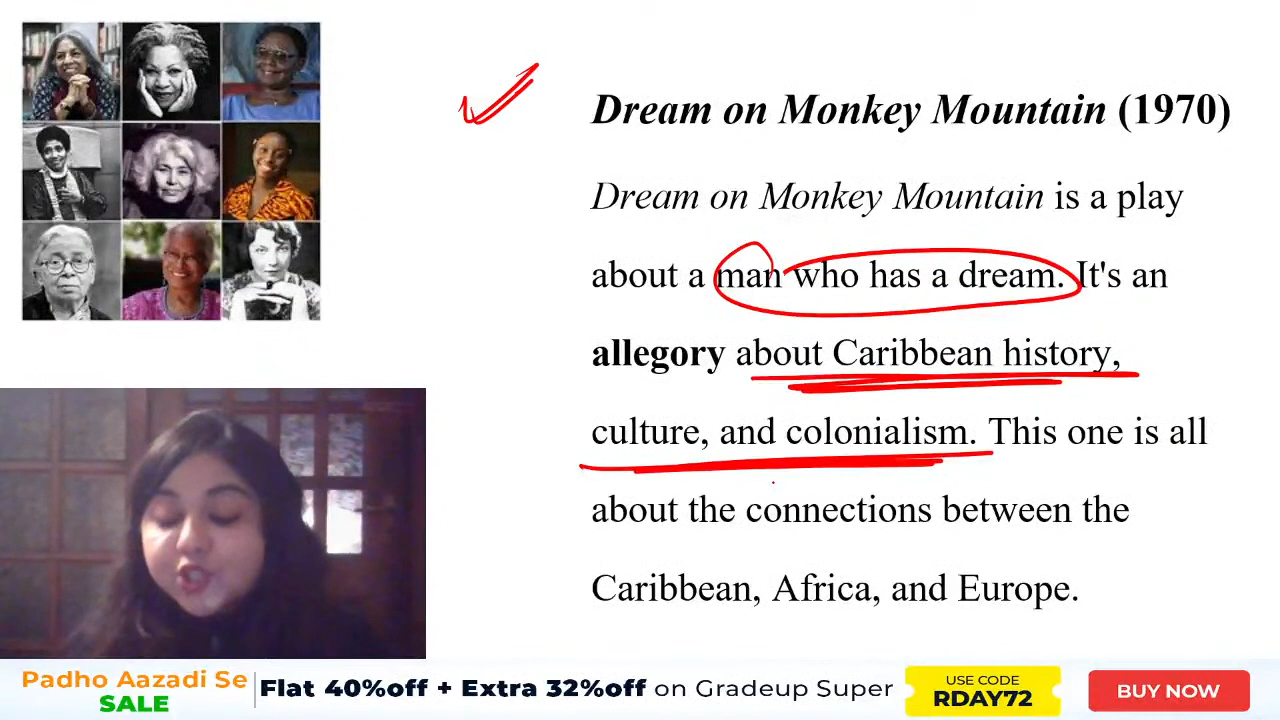 Dream on Monkey Mountain (1970)
Dream on Monkey Mountain is a play
about a man who has a dream. It's an
allegory about Caribbean history,
culture, and colonialism. This one is all
about the connections between the
Caribbean, Africa, and Europe.
Padho Aazadi Se
SALE
Flat 40%off + Extra 32%off on Gradeup Super
USE CODE
RDAY72
BUY NOW